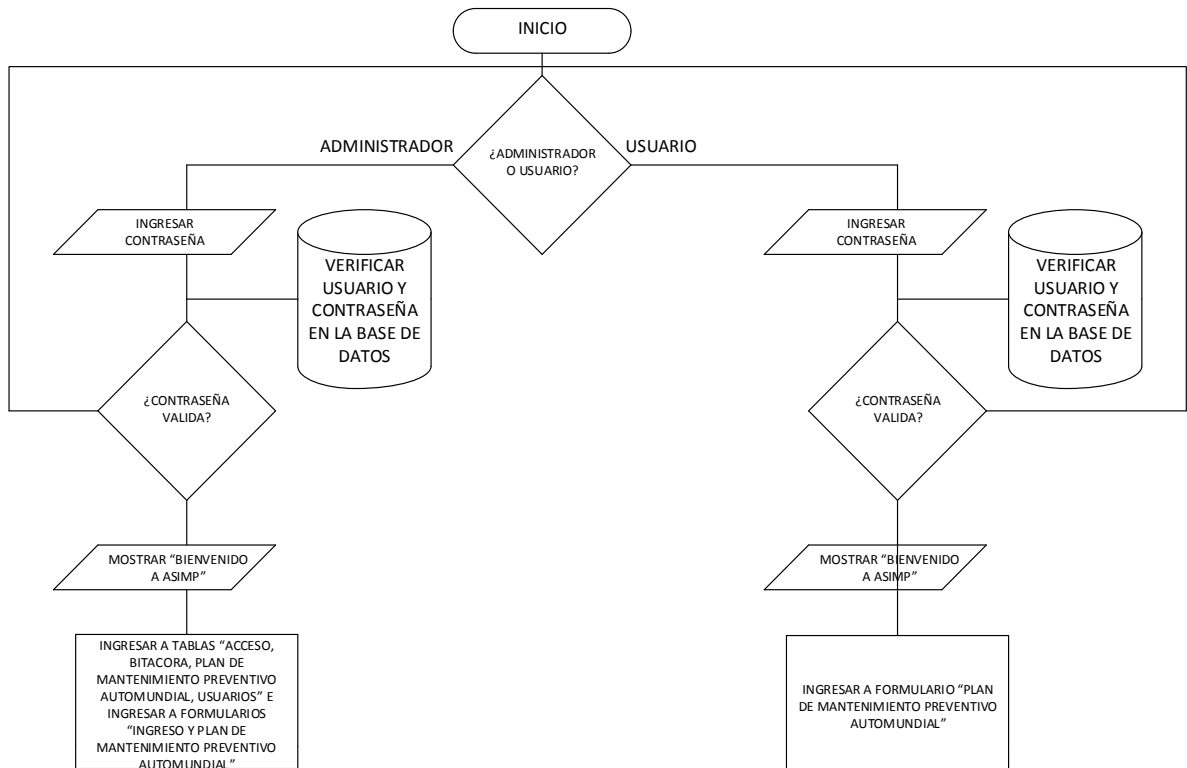 INICIO
ADMINISTRADOR
¿ADMINISTRADOR
O USUARIO?
USUARIO
INGRESAR
CONTRASEÑA
VERIFICAR
USUARIO Y
CONTRASEÑA
EN LA BASE DE
DATOS
INGRESAR
CONTRASEÑA
VERIFICAR
USUARIO Y
CONTRASEÑA
EN LA BASE DE
DATOS
¿CONTRASEÑA
VALIDA?
¿CONTRASEÑA
VALIDA?
MOSTRAR “BIENVENIDO
A ASIMP”
MOSTRAR “BIENVENIDO
A ASIMP”
INGRESAR A TABLAS “ACCESO,
BITACORA, PLAN DE
MANTENIMIENTO PREVENTIVO
AUTOMUNDIAL, USUARIOS” E
INGRESAR A FORMULARIOS
“INGRESO Y PLAN DE
MANTENIMIENTO PREVENTIVO
AUTOMUNDIAL”
INGRESAR A FORMULARIO “PLAN
DE MANTENIMIENTO PREVENTIVO
AUTOMUNDIAL”